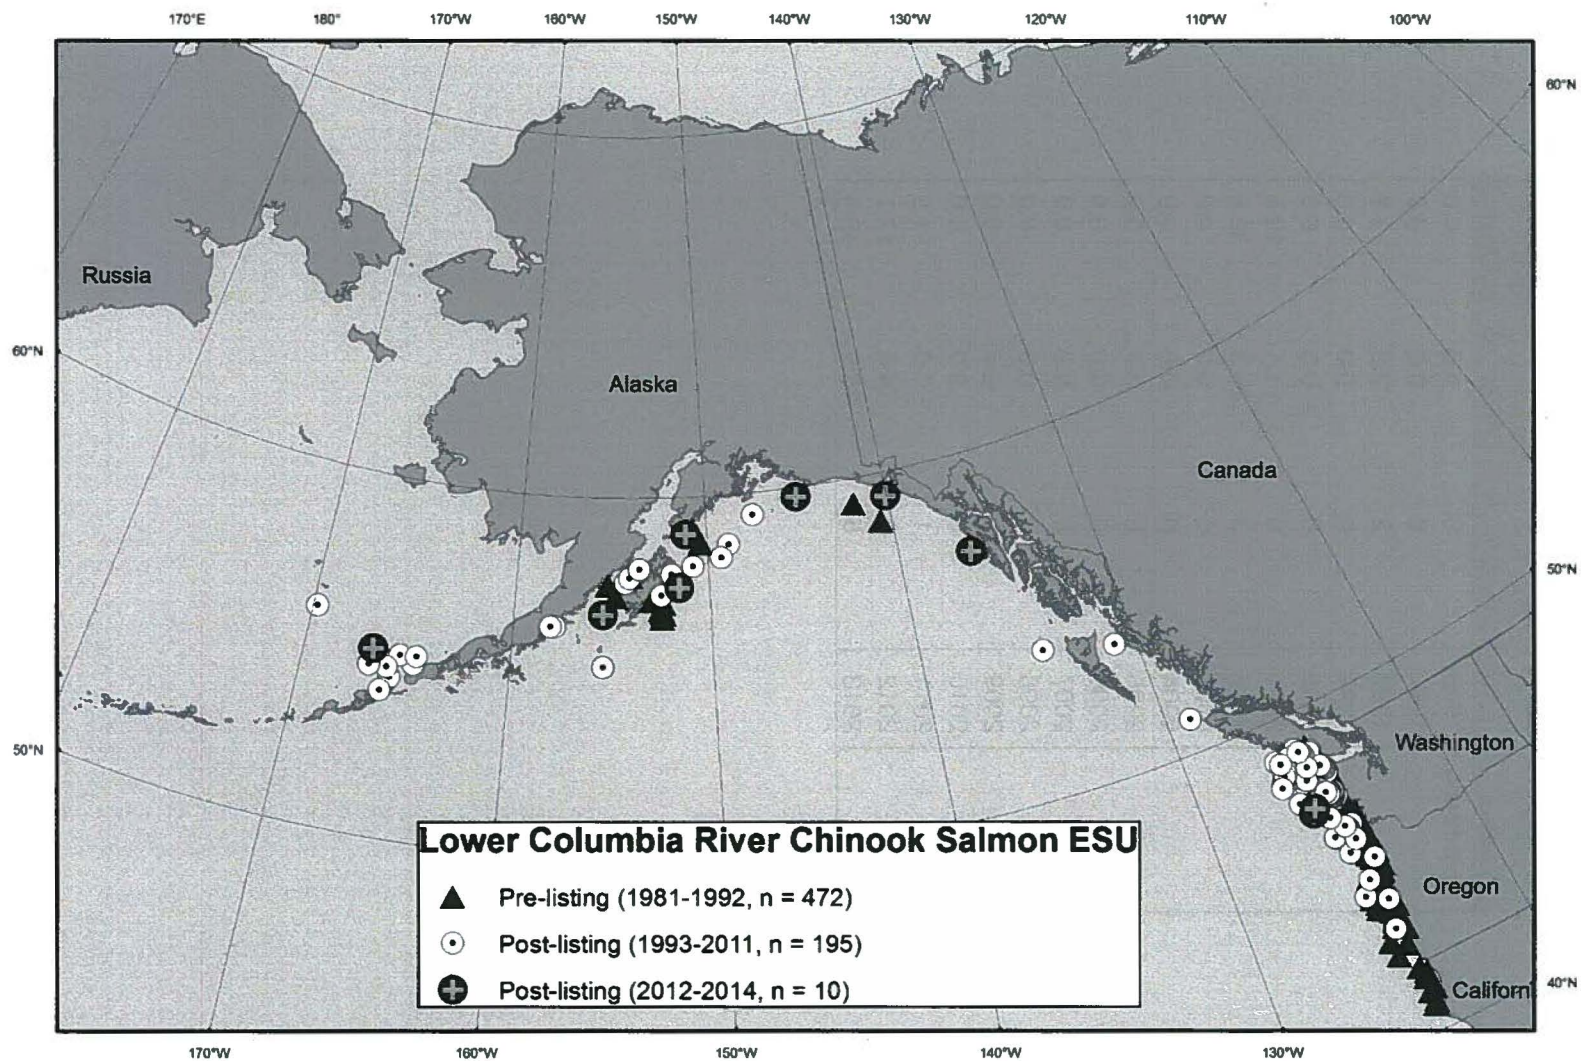 170°E 180° 170°W 160°W 150°W 140°W 130°W 120°W 110°W 100°W
60°N
Russia
60°N
Alaska
Canada
50°N
Washington
50°N
Lower Columbia River Chinook Salmon ESU
Pre-listing (1981-1992, n = 472)
Oregon
Post-listing (1993-2011, n = 195)
Post-listing (2012-2014, n = 10)
Californ
40°N
170°W 160°W 150°W 140°W 130°W